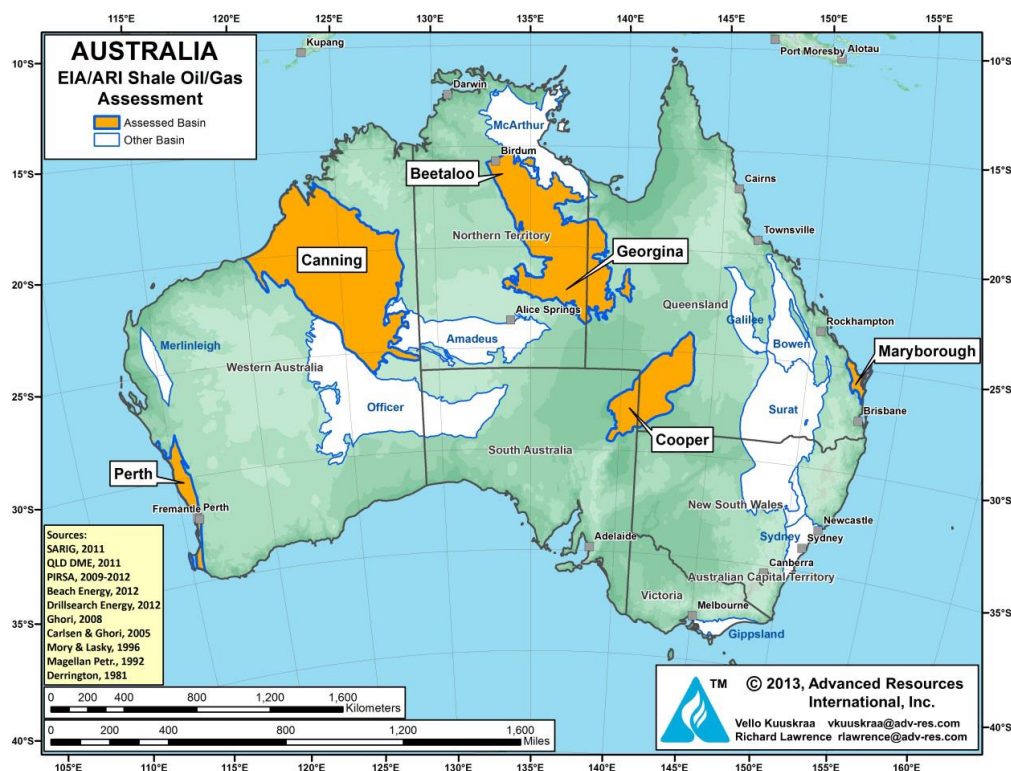 115°E 120°E 125°E 130°E 135°E 140°E 145°E 150°E 155°E
AUSTRALIA
EIA/ARI Shale Oil/Gas
Assessment
Assessed Basin
Other Basin
Kupang
Port Moresby
Alotau
10°S
10°S
Darwin
McArthur
Birdum
Beetaloo
15°S
15°S
Cairns
Townsville
Northern Territory
Georgina
Canning
20°S
20°S
Queensland
Alice Springs
Galilee
Rockhampton
Merlinleigh
Amadeus
Bowen
Maryborough
Western Australia
25°S
25°S
Officer
Surat
Brisbane
Cooper
South Australia
Perth
30°S
30°S
Fremantle
Perth
New South Wales
Newcastle
Sydney
Sydney
Adelaide
Canberra
Australian Capital Territory
Victoria
Melbourne
Gippsland
35°S
35°S
Sources:
SARIG, 2011
QLD DME, 2011
PIRSA, 2009-2012
Beach Energy, 2012
Drillsearch Energy, 2012
Ghori, 2008
Carlsen & Ghori, 2005
Mory & Lasky, 1996
Magellan Petr., 1992
Derrington, 1981
0 200 400 800 1,200 1,600
Kilometers
0 200 400 800 1,200 1,600
Miles
TM
© 2013, Advanced Resources
International, Inc.
Vello Kuuskraa vkuuskraa@adv-res.com
Richard Lawrence rlawrence@adv-res.com
40°S
40°S
105°E 110°E 115°E 120°E 125°E 130°E 135°E 140°E 145°E 150°E 155°E 160°E